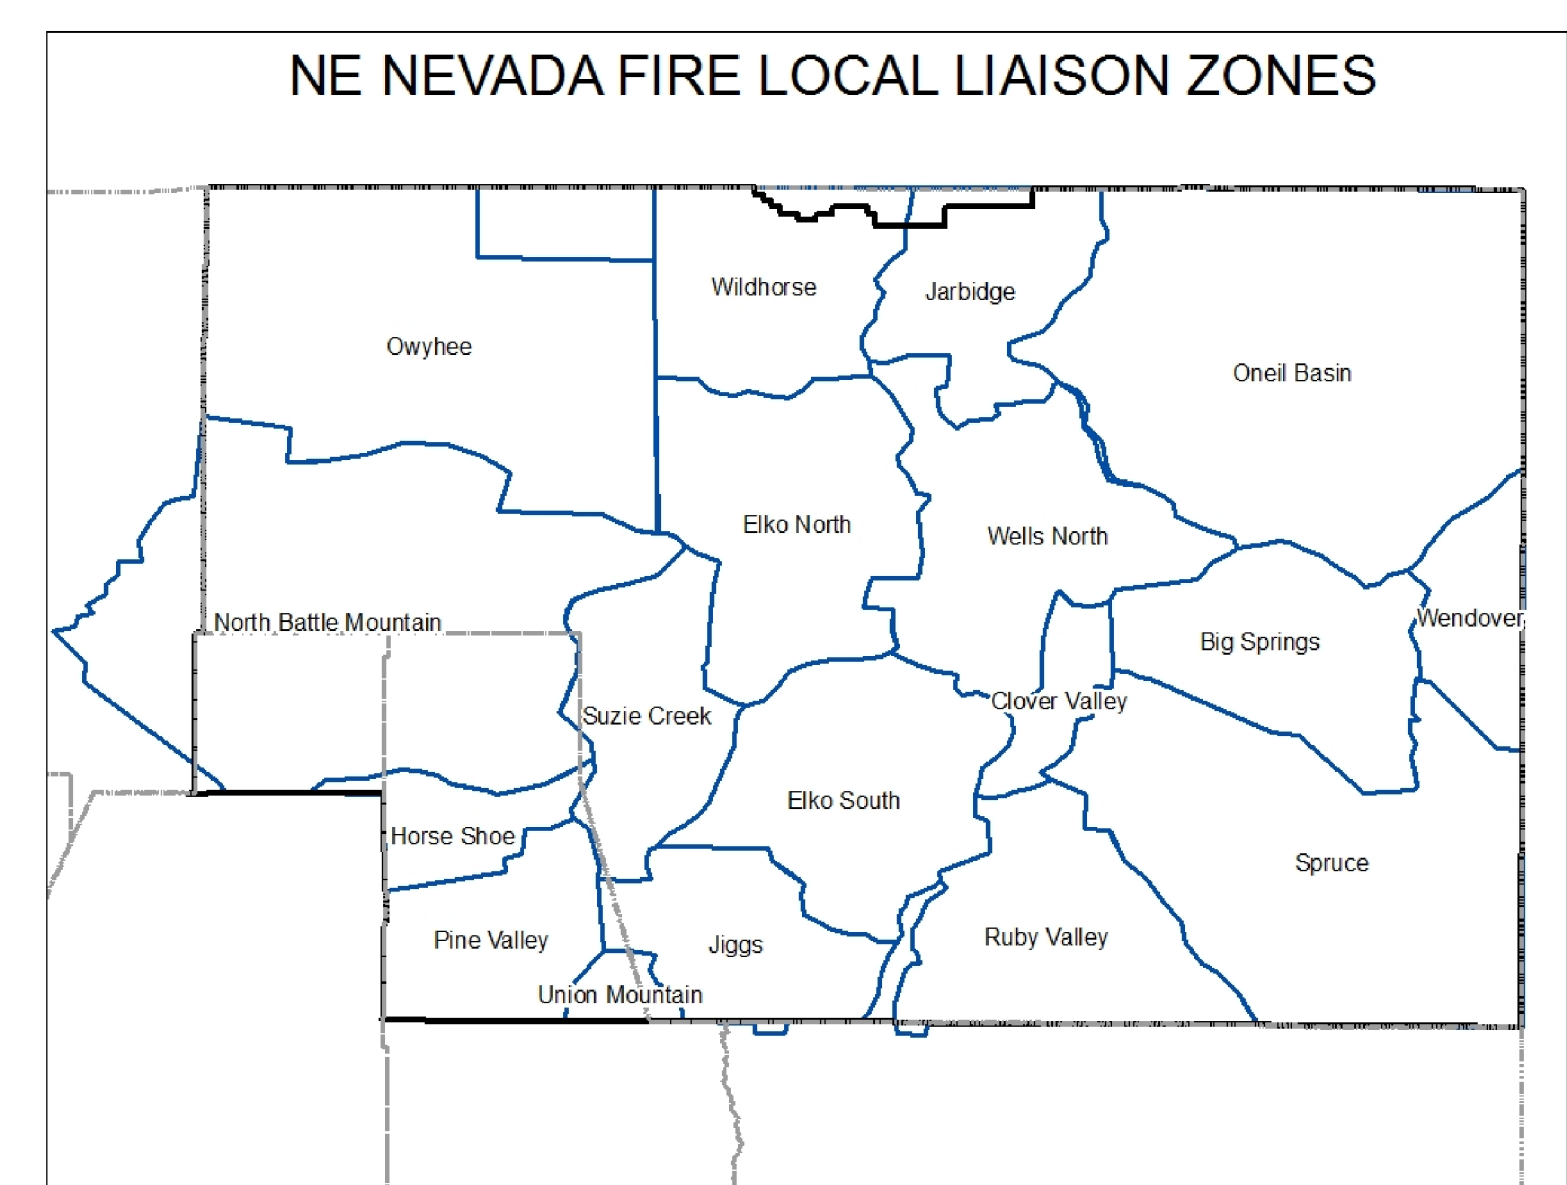 NE NEVADA FIRE LOCAL LIAISON ZONES
Wildhorse
Jarbidge
Owyhee
Oneil Basin
Elko North
Wells North
North Battle Mountain
Wendover
Big Springs
Clover Valley
Suzie Creek
Elko South
Horse Shoe
Spruce
Pine Valley
Jiggs
Ruby Valley
Union Mountain